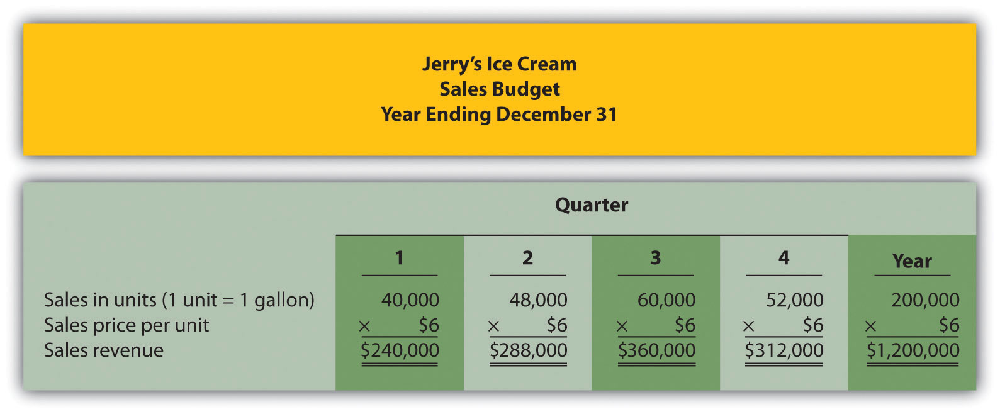 Jerry’s Ice Cream
Sales Budget
Year Ending December 31
Quarter
1 2 3 4 Year
Sales in units (1 unit = 1 gallon) 40,000 48,000 60,000 52,000 200,000
Sales price per unit × $6 × $6 × $6 × $6 × $6
Sales revenue $240,000 $288,000 $360,000 $312,000 $1,200,000